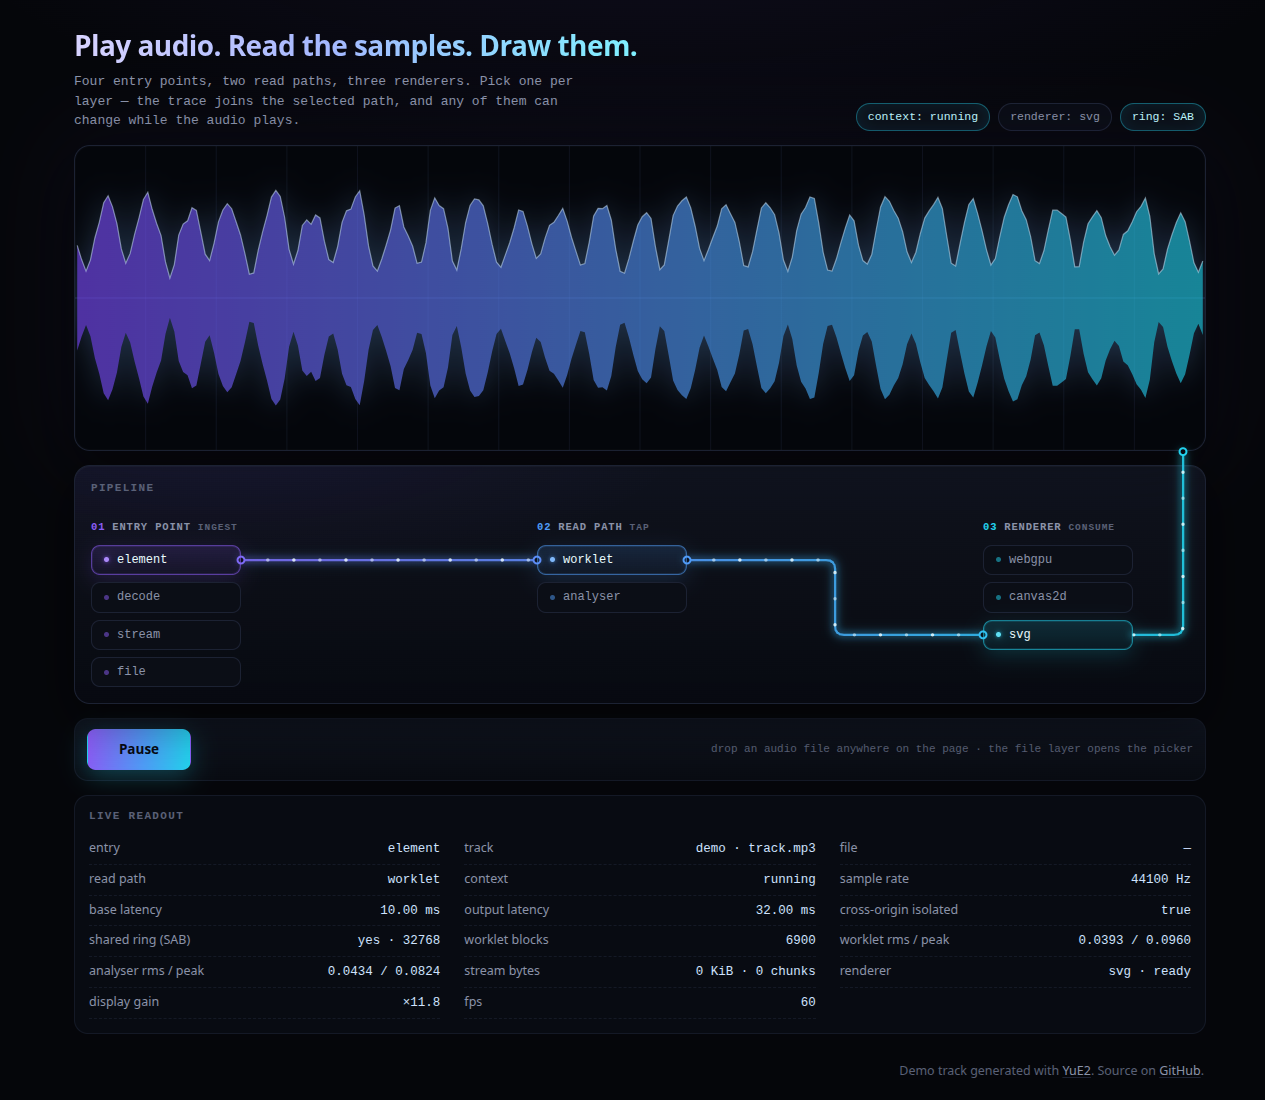 Play audio. Read the samples. Draw them.
Four entry points, two read paths, three renderers. Pick one per
layer — the trace joins the selected path, and any of them can
change while the audio plays.
context: running
renderer: svg
ring: SAB
PIPELINE
01 ENTRY POINT INGEST
element
decode
stream
file
02 READ PATH TAP
worklet
analyser
03 RENDERER CONSUME
webgpu
canvas2d
svg
Pause
drop an audio file anywhere on the page · the file layer opens the picker
LIVE READOUT
entry element
track demo · track.mp3
file —
read path worklet
context running
sample rate 44100 Hz
base latency 10.00 ms
output latency 32.00 ms
cross-origin isolated true
shared ring (SAB) yes · 32768
worklet blocks 6900
worklet rms / peak 0.0393 / 0.0960
analyser rms / peak 0.0434 / 0.0824
stream bytes 0 KiB · 0 chunks
renderer svg · ready
display gain ×11.8
fps 60
Demo track generated with YuE2. Source on GitHub.